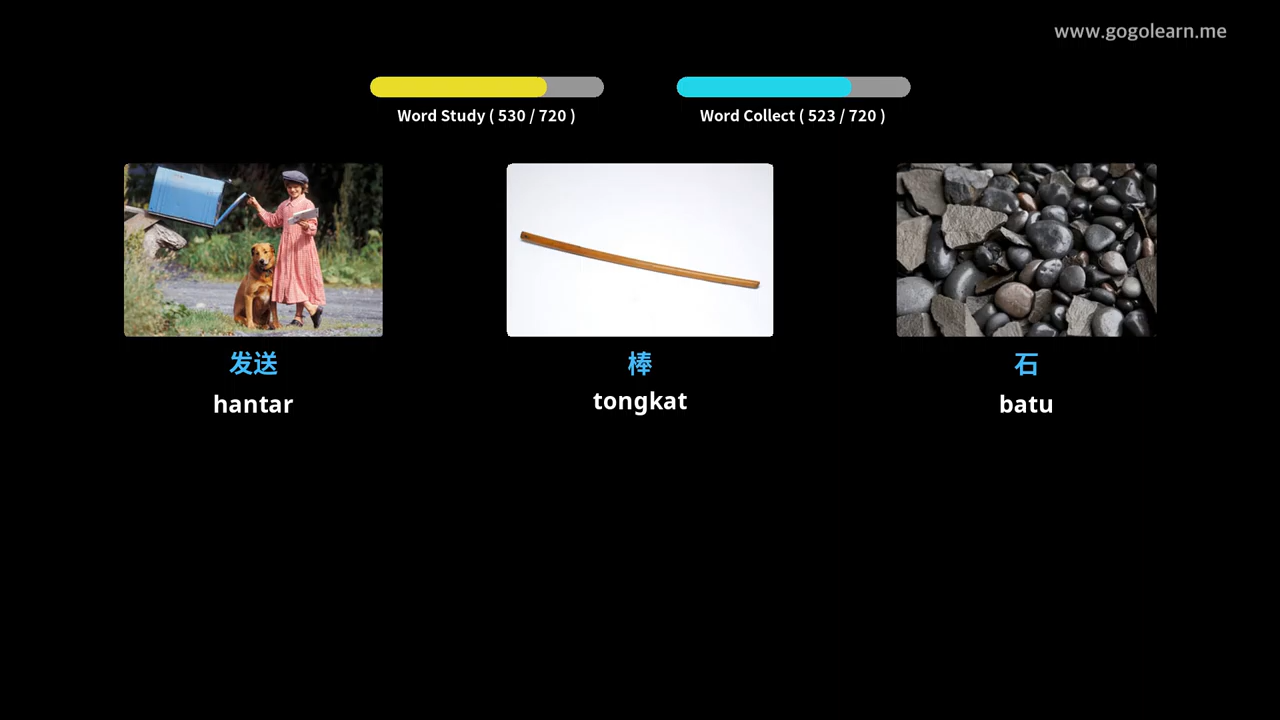 www.gogolearn.me
Word Study ( 530 / 720 )
Word Collect ( 523 / 720 )
发送
hantar
棒
tongkat
石
batu